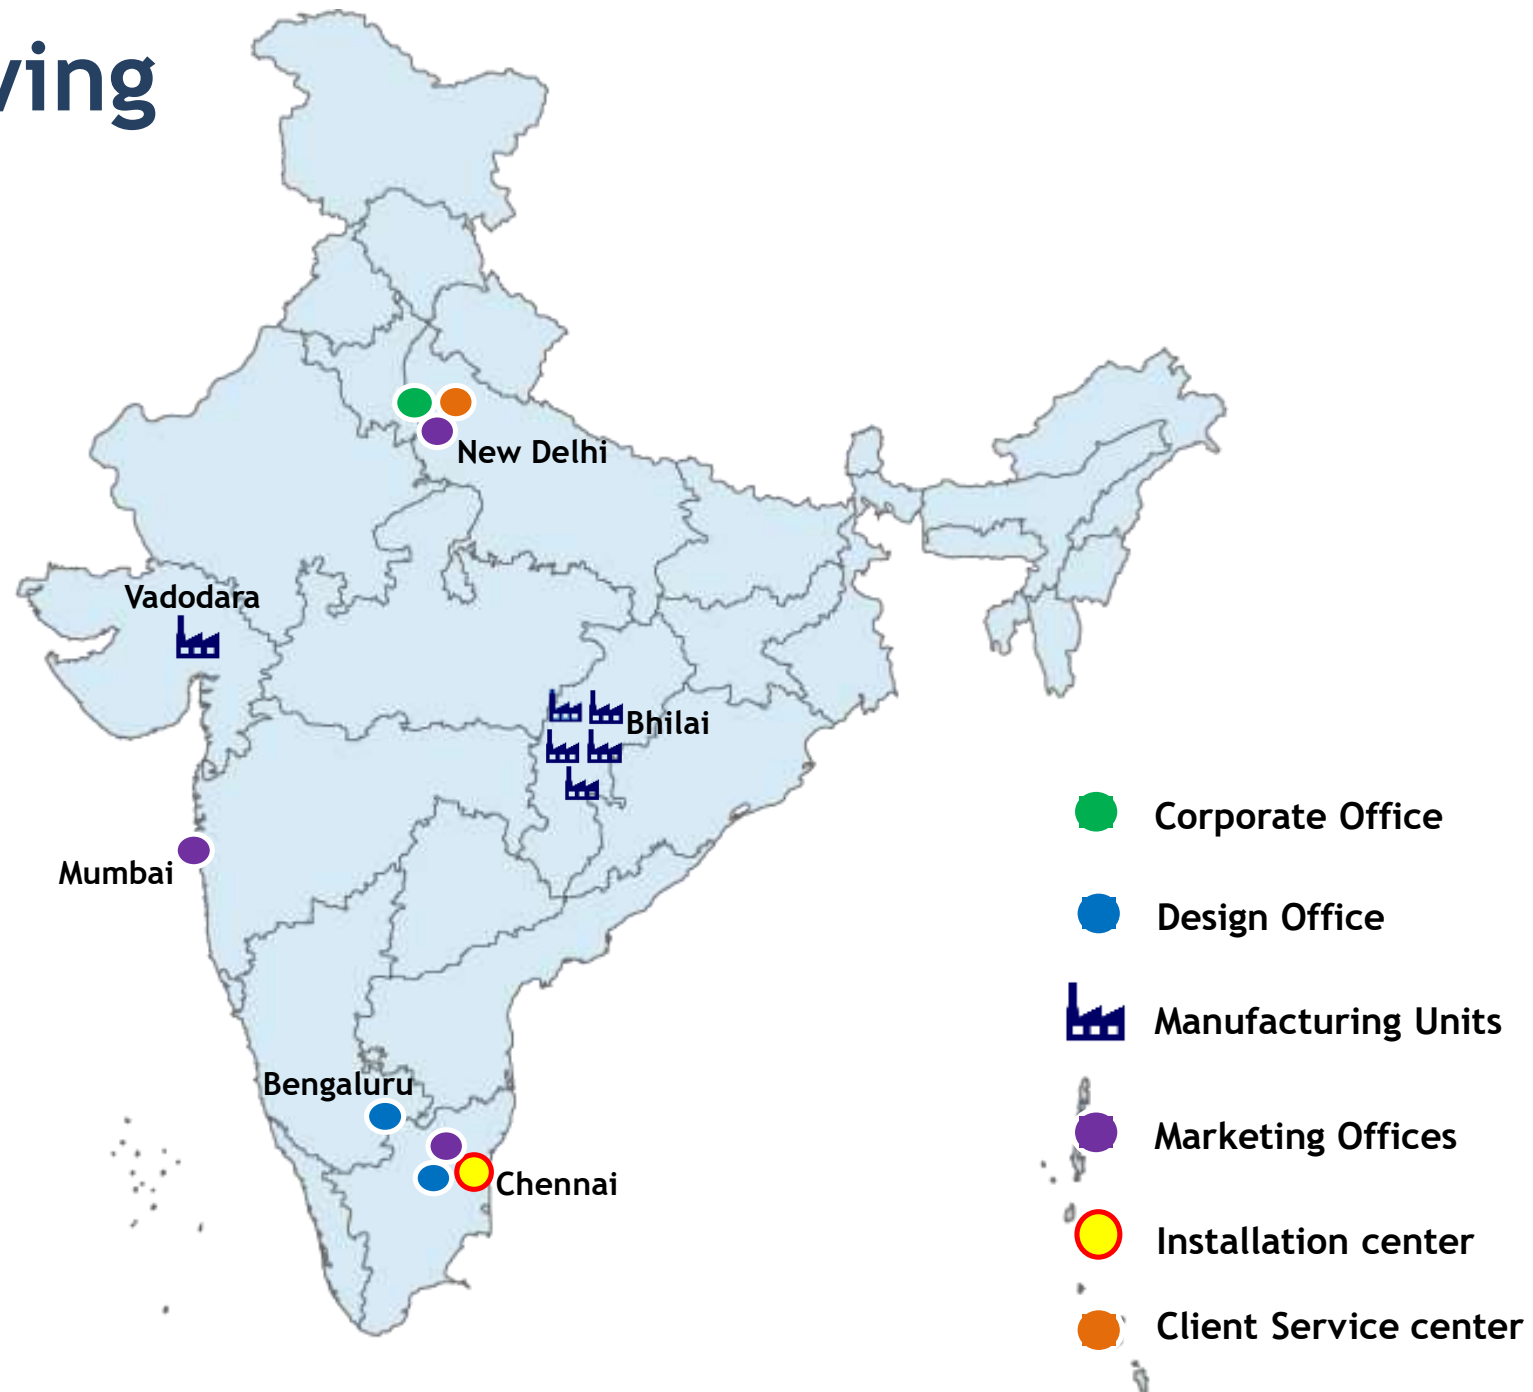 ving
New Delhi
Vadodara
Bhilai
Mumbai
Bengaluru
Chennai
Corporate Office
Design Office
Manufacturing Units
Marketing Offices
Installation center
Client Service center